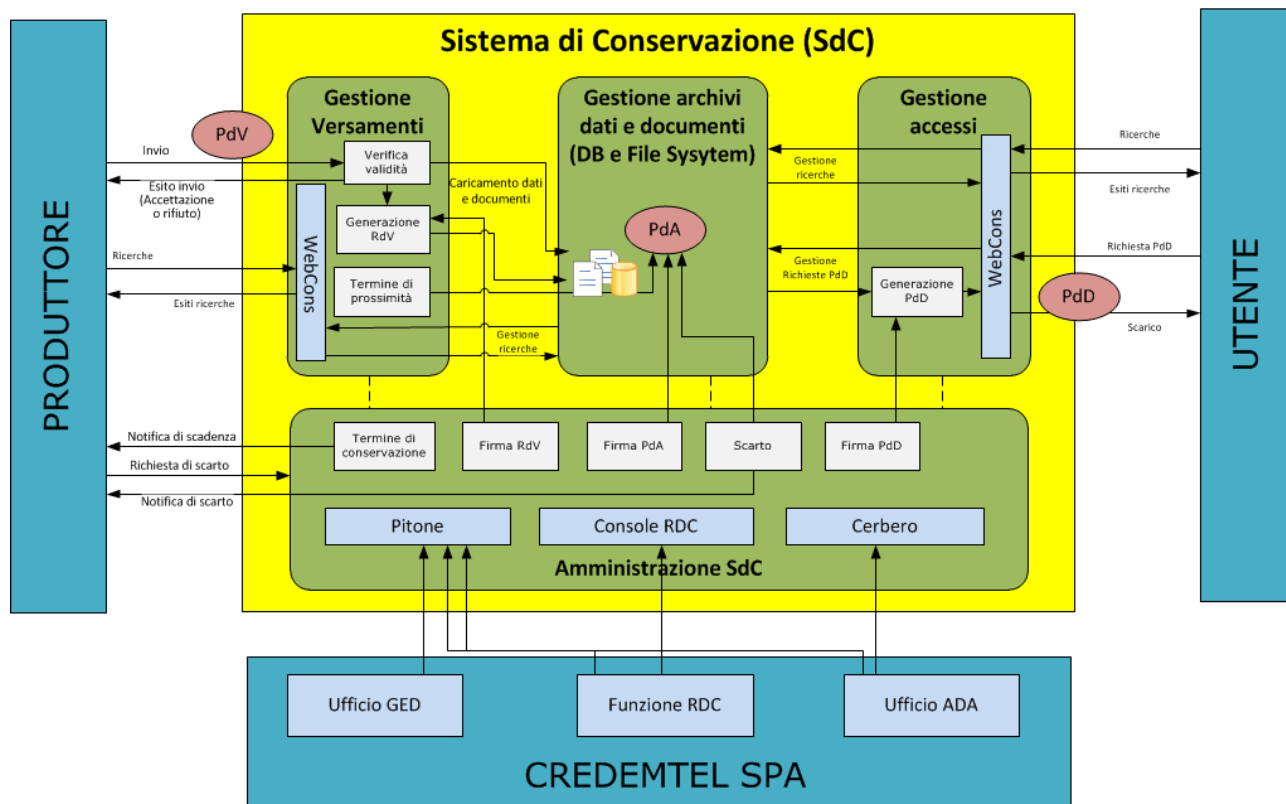 Sistema di Conservazione (SdC)
PRODUTTORE
UTENTE
Gestione
Versamenti
Gestione archivi
dati e documenti
(DB e File Sysytem)
Gestione
accessi
PdV
Invio
Esito invio
(Accettazione
o rifiuto)
Ricerche
Esiti ricerche
Verifica
validità
Generazione
RdV
Termine di
prossimità
WebCons
Caricamento dati
e documenti
Gestione
ricerche
PdA
Gestione
ricerche
Gestione
Richieste PdD
Generazione
PdD
WebCons
Ricerche
Esiti ricerche
Richiesta PdD
PdD
Scarico
Notifica di scadenza
Richiesta di scarto
Notifica di scarto
Termine di
conservazione
Firma RdV
Firma PdA
Scarto
Firma PdD
Pitone
Console RDC
Cerbero
Amministrazione SdC
Ufficio GED
Funzione RDC
Ufficio ADA
CREDEMTEL SPA